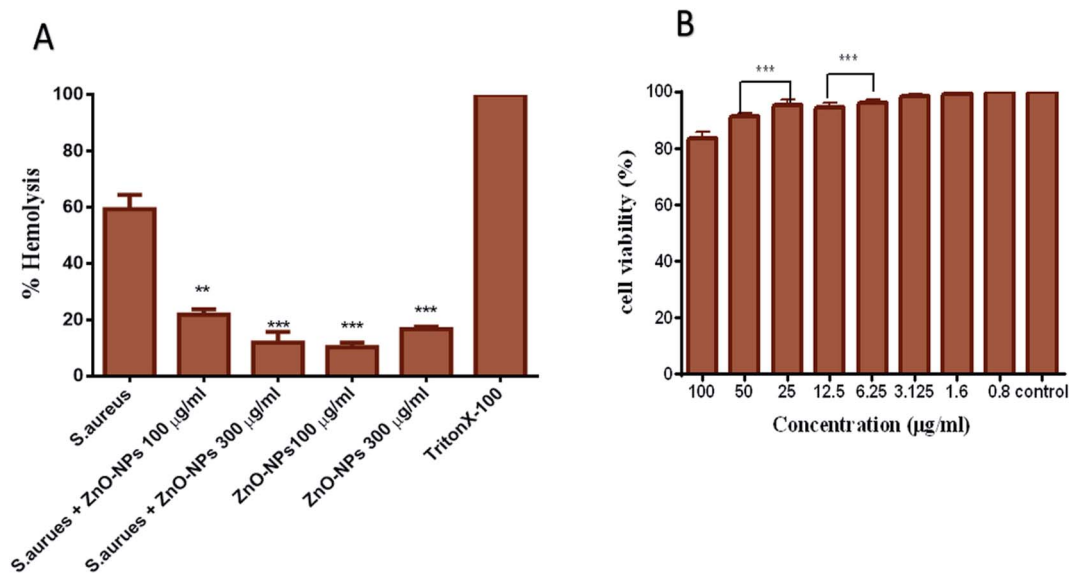 A
% Hemolysis
100
80
60
40
20
0
**
***
***
***
S.aureus
S.aurues + ZnO-NPs 100 µg/ml
S.aurues + ZnO-NPs 300 µg/ml
ZnO-NPs100 µg/ml
ZnO-NPs 300 µg/ml
TritonX-100
B
cell viability (%)
100
80
60
40
20
0
***
***
100 50 25 12.5 6.25 3.125 1.6 0.8 control
Concentration (µg/ml)